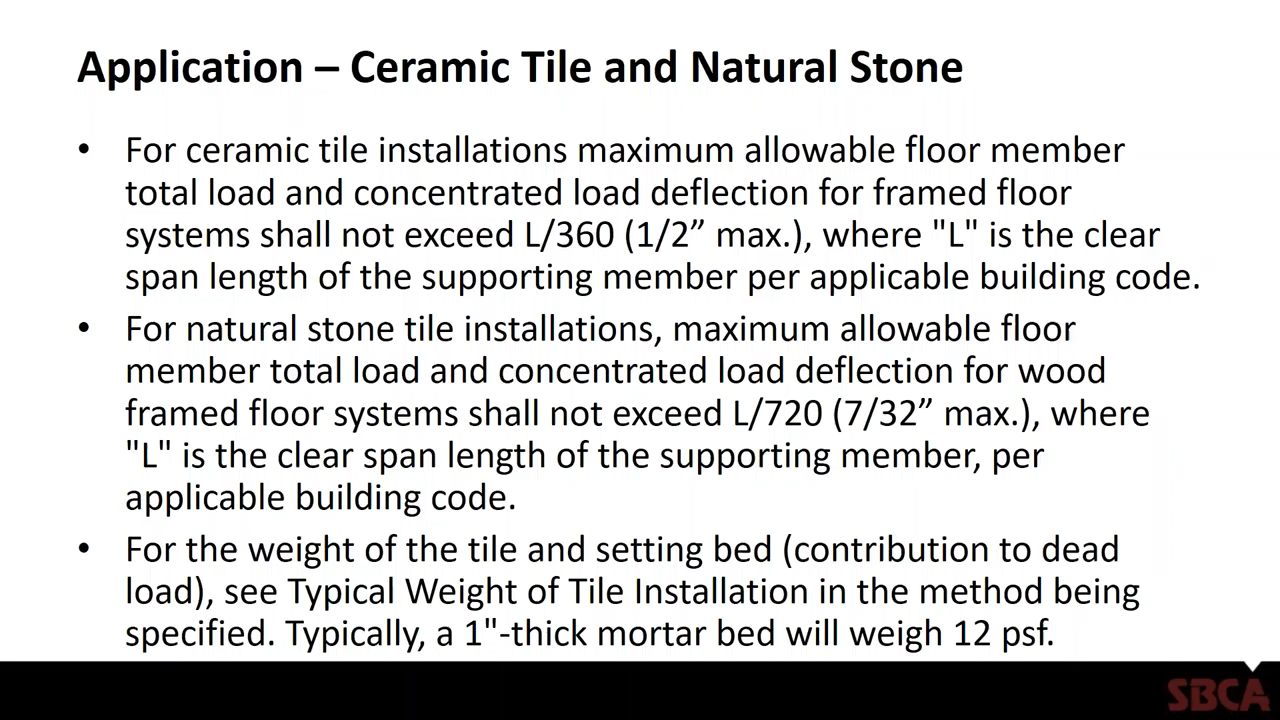 Application – Ceramic Tile and Natural Stone
• For ceramic tile installations maximum allowable floor member
total load and concentrated load deflection for framed floor
systems shall not exceed L/360 (1/2” max.), where "L" is the clear
span length of the supporting member per applicable building code.
• For natural stone tile installations, maximum allowable floor
member total load and concentrated load deflection for wood
framed floor systems shall not exceed L/720 (7/32” max.), where
"L" is the clear span length of the supporting member, per
applicable building code.
• For the weight of the tile and setting bed (contribution to dead
load), see Typical Weight of Tile Installation in the method being
specified. Typically, a 1"-thick mortar bed will weigh 12 psf.
SBCA